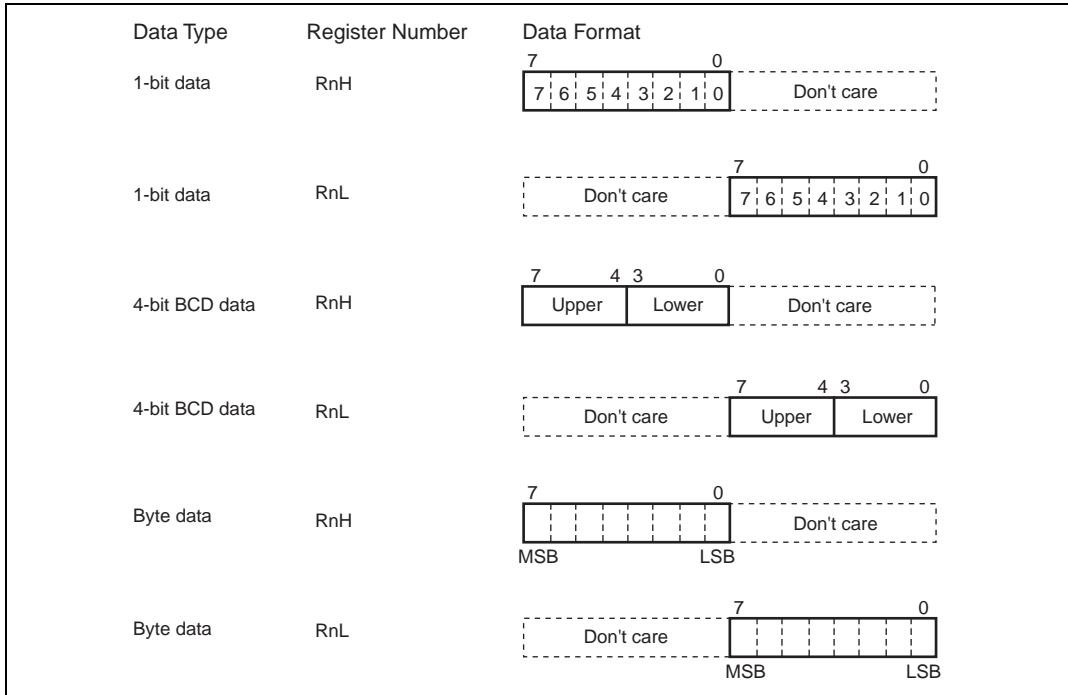 Data Type Register Number Data Format
7 0
1-bit data RnH 7 6 5 4 3 2 1 0 Don't care
7 0
1-bit data RnL Don't care 7 6 5 4 3 2 1 0
7 4 3 0
4-bit BCD data RnH Upper Lower Don't care
7 4 3 0
4-bit BCD data RnL Don't care Upper Lower
7 0
Byte data RnH Don't care
MSB LSB
7 0
Byte data RnL Don't care
MSB LSB